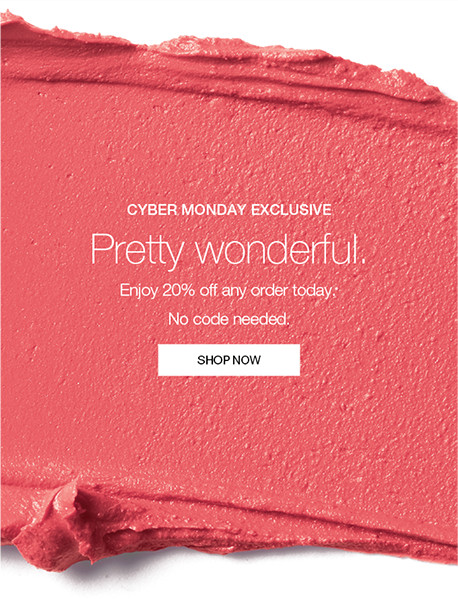 CYBER MONDAY EXCLUSIVE
Pretty wonderful.
Enjoy 20% off any order today.*
No code needed.
SHOP NOW